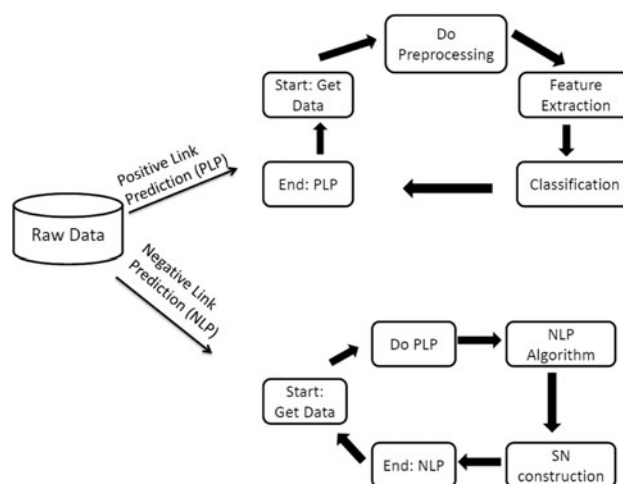 Do
Preprocessing
Start: Get
Data
Feature
Extraction
Positive Link
Prediction (PLP)
End: PLP
Classification
Raw Data
Negative Link
Prediction (NLP)
Do PLP
NLP
Algorithm
Start:
Get Data
End: NLP
SN
construction